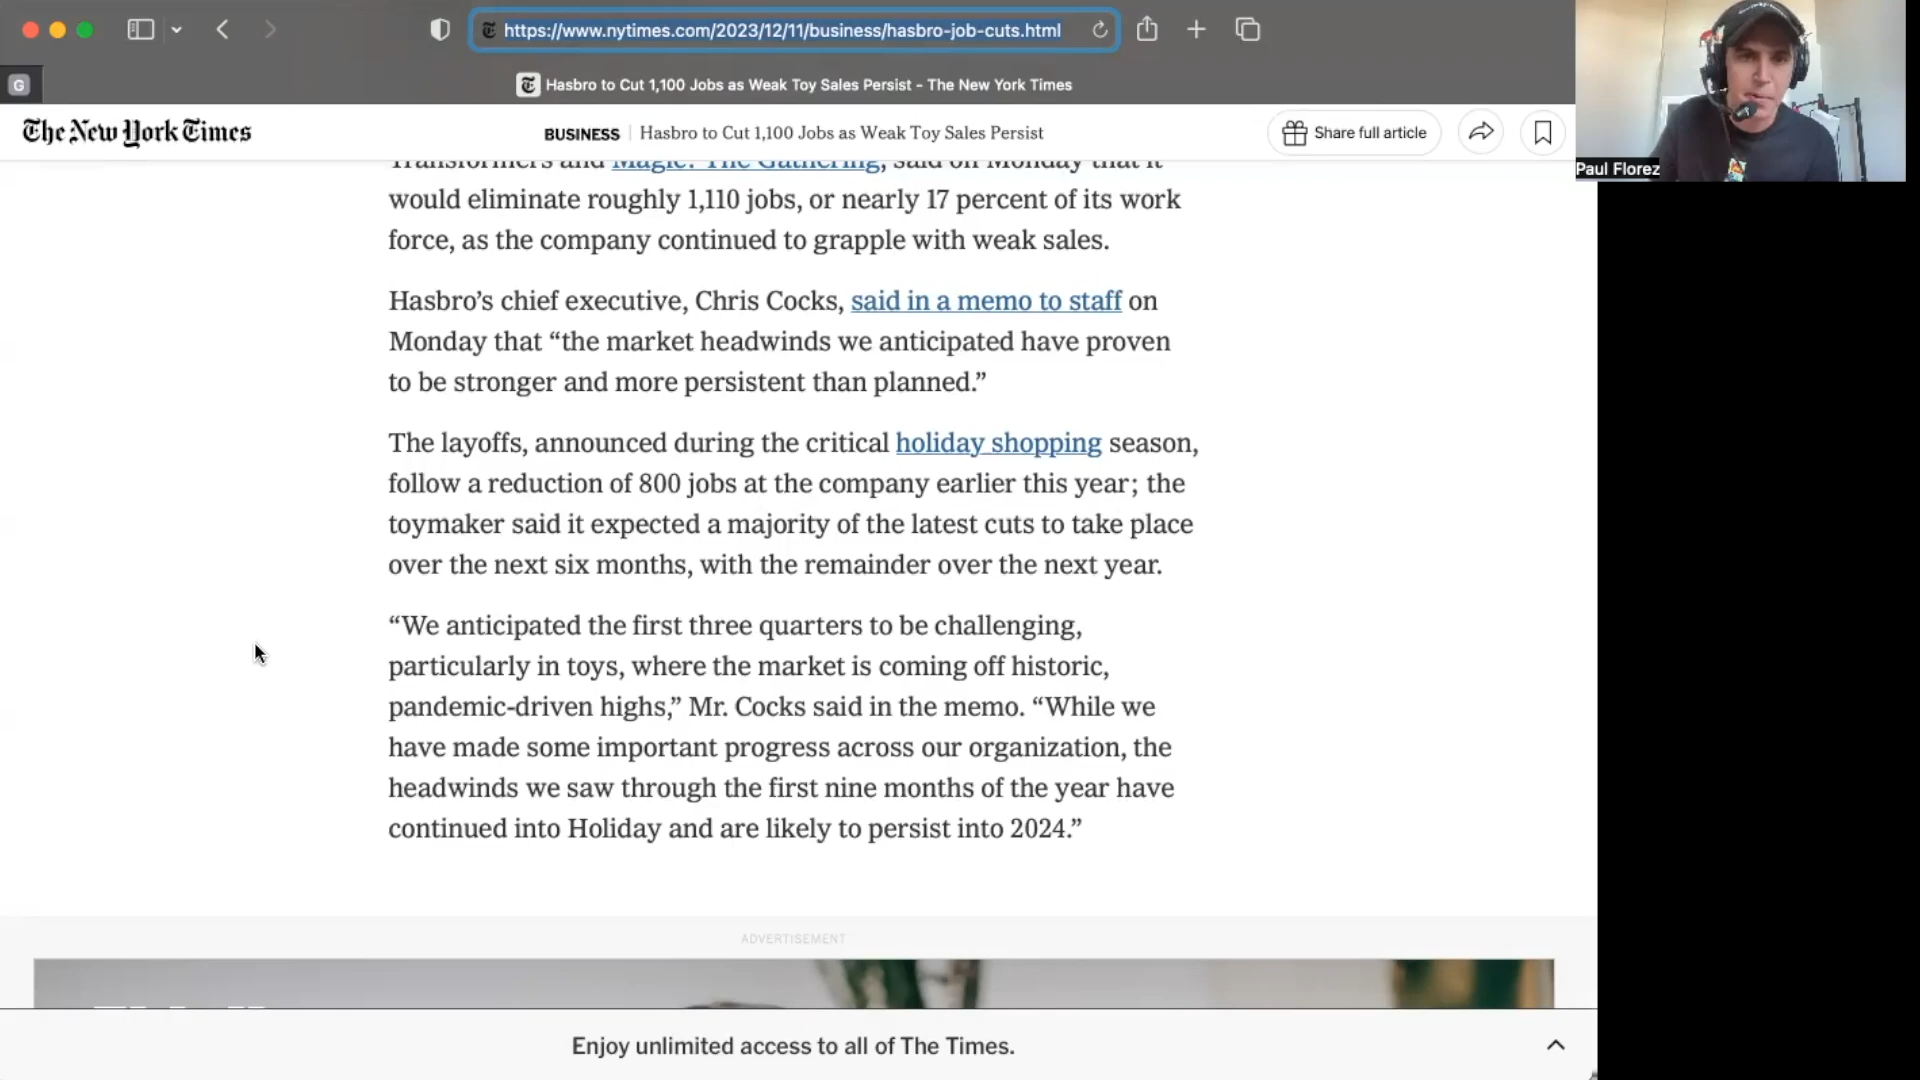 https://www.nytimes.com/2023/12/11/business/hasbro-job-cuts.html
G
Hasbro to Cut 1,100 Jobs as Weak Toy Sales Persist – The New York Times
The New York Times
BUSINESS | Hasbro to Cut 1,100 Jobs as Weak Toy Sales Persist
Share full article
Paul Florez
Transformers and Magic: The Gathering, said on Monday that it
would eliminate roughly 1,110 jobs, or nearly 17 percent of its work
force, as the company continued to grapple with weak sales.
Hasbro’s chief executive, Chris Cocks, said in a memo to staff on
Monday that “the market headwinds we anticipated have proven
to be stronger and more persistent than planned.”
The layoffs, announced during the critical holiday shopping season,
follow a reduction of 800 jobs at the company earlier this year; the
toymaker said it expected a majority of the latest cuts to take place
over the next six months, with the remainder over the next year.
“We anticipated the first three quarters to be challenging,
particularly in toys, where the market is coming off historic,
pandemic-driven highs,” Mr. Cocks said in the memo. “While we
have made some important progress across our organization, the
headwinds we saw through the first nine months of the year have
continued into Holiday and are likely to persist into 2024.”
ADVERTISEMENT
Enjoy unlimited access to all of The Times.